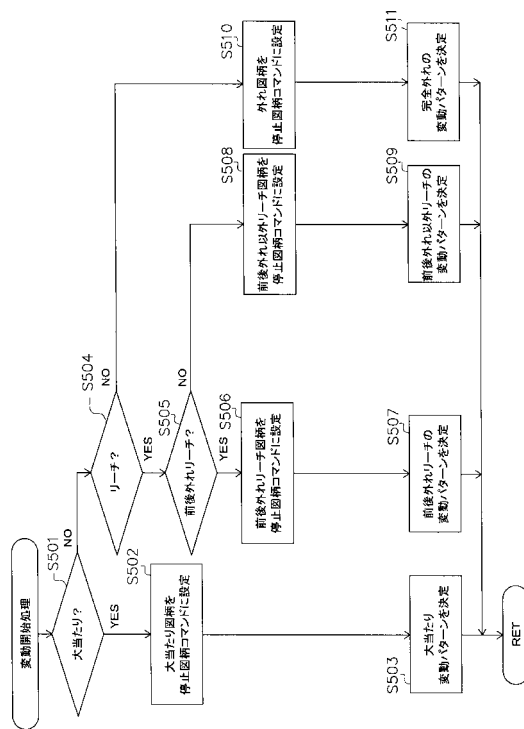 変動開始処理
S501
大当たり?
NO
YES
S502
大当たり図柄を
停止図柄コマンドに設定
S503
大当たり
変動パターンを決定
S504
リーチ?
NO
YES
S505
前後外れリーチ?
NO
YES
S506
前後外れリーチ図柄を
停止図柄コマンドに設定
S507
前後外れリーチの
変動パターンを決定
S508
前後外れ以外リーチ図柄を
停止図柄コマンドに設定
S509
前後外れ以外リーチの
変動パターンを決定
S510
外れ図柄を
停止図柄コマンドに設定
S511
完全外れの
変動パターンを決定
RET